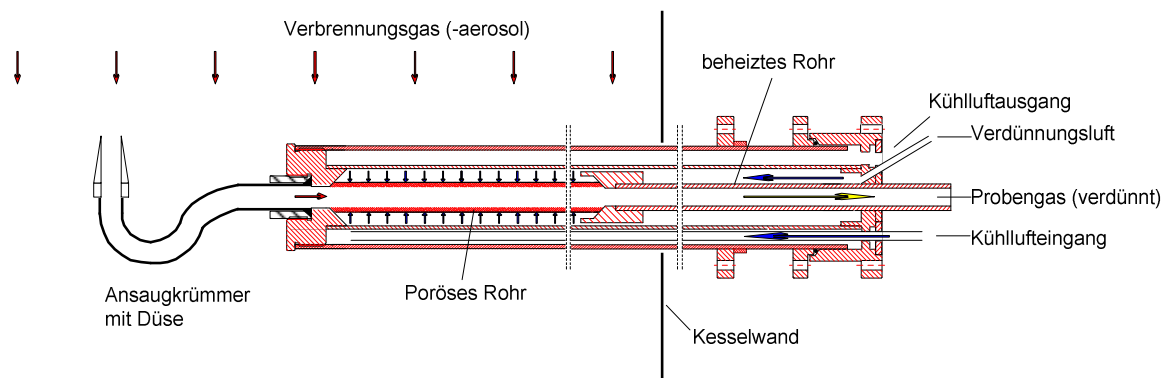 Verbrennungsgas (-aerosol)
beheiztes Rohr
Kühlluftausgang
Verdünnungsluft
Probengas (verdünnt)
Kühllufteingang
Ansaugkrümmer
mit Düse
Poröses Rohr
Kesselwand